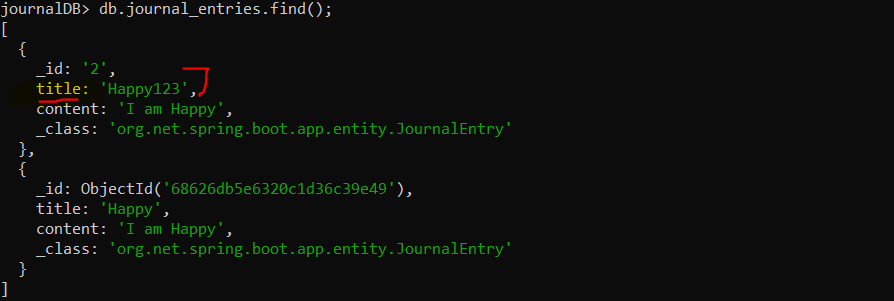 journalDB> db.journal_entries.find();
[
  {
    _id: '2',
    title: 'Happy123',
    content: 'I am Happy',
    _class: 'org.net.spring.boot.app.entity.JournalEntry'
  },
  {
    _id: ObjectId('68626db5e6320c1d36c39e49'),
    title: 'Happy',
    content: 'I am Happy',
    _class: 'org.net.spring.boot.app.entity.JournalEntry'
  }
]